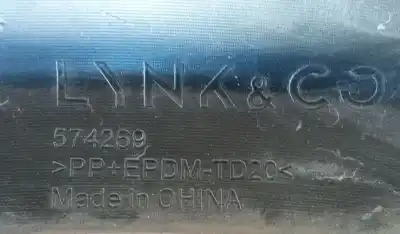 LYNK & CO
574269
>PP+EPDM-TD20<
Made in CHINA